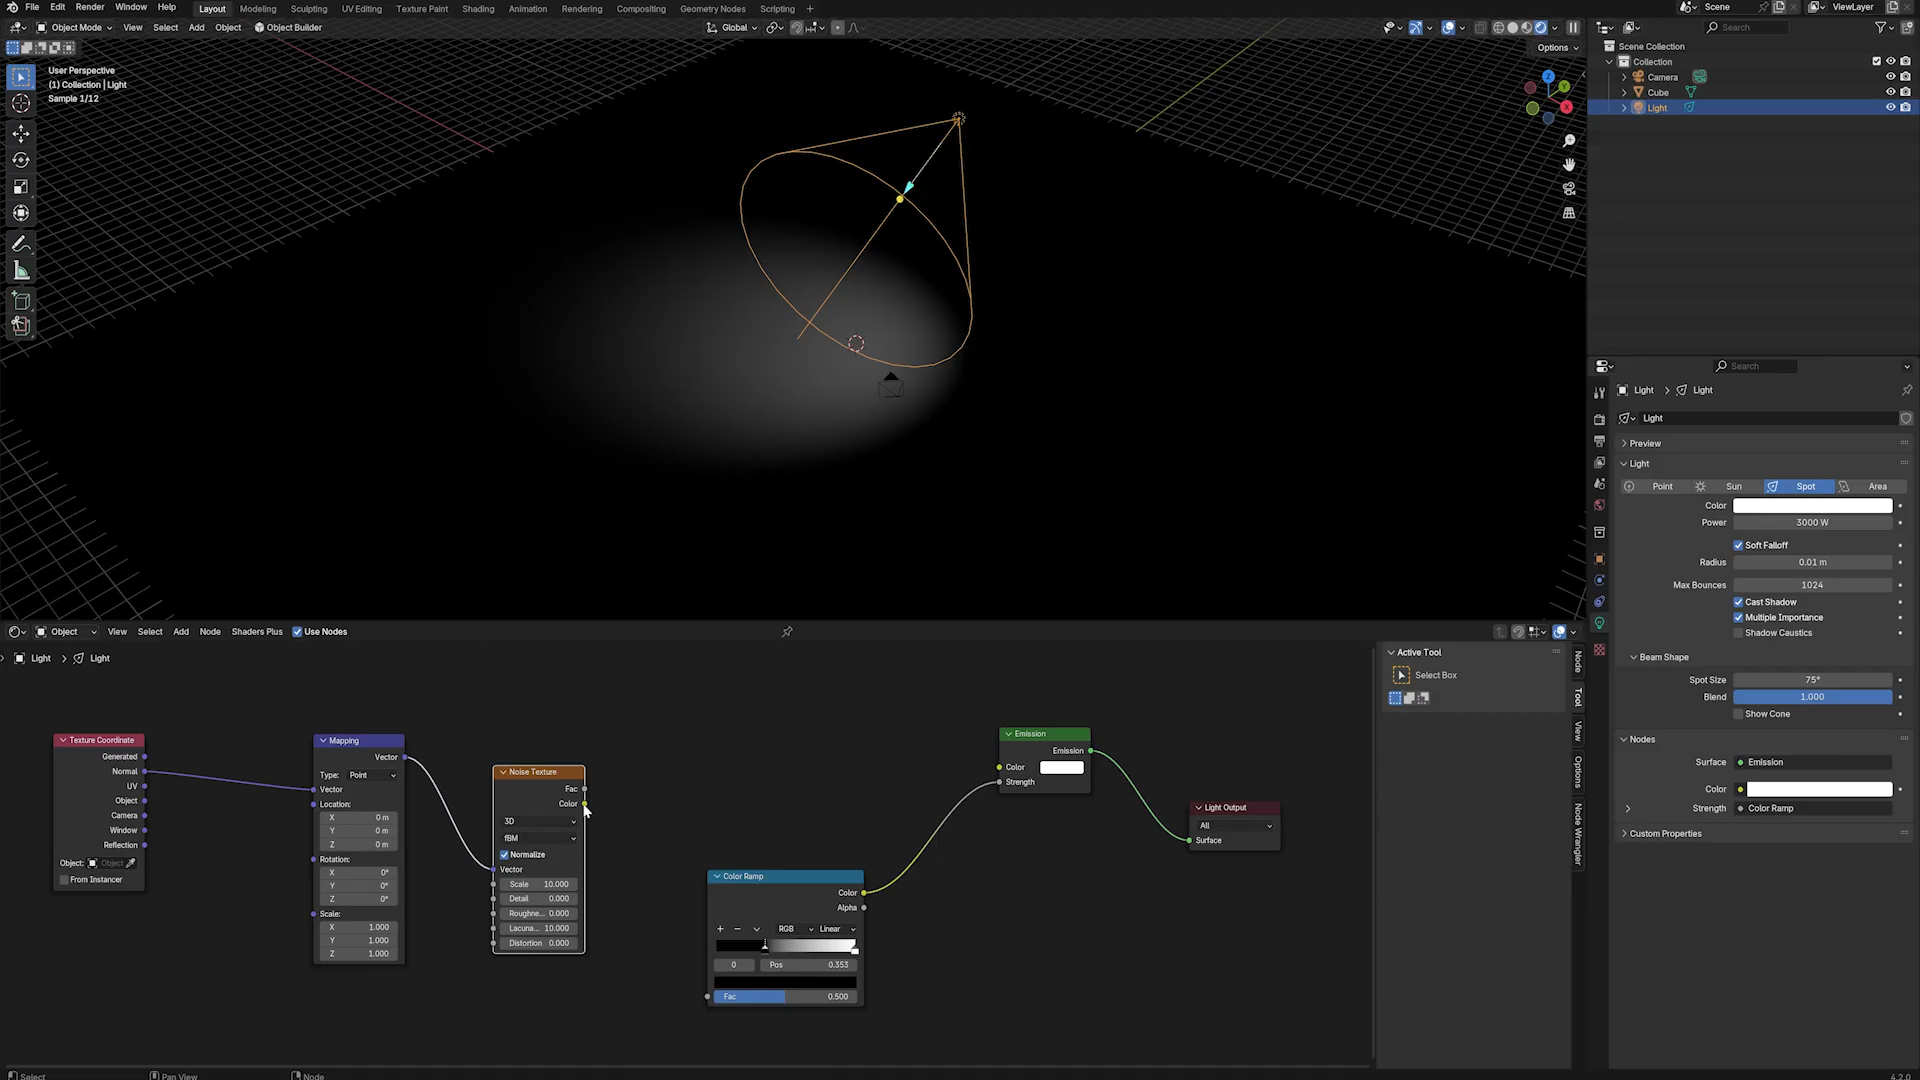 File Edit Render Window Help Layout Modeling Sculpting UV Editing Texture Paint Shading Animation Rendering Compositing Geometry Nodes Scripting + Scene ViewLayer
Object Mode View Select Add Object Object Builder Global Search
Options
User Perspective
(1) Collection | Light
Sample 1/12
Z
Y
X
Scene Collection
Collection
Camera
Cube
Light
Search
Light > Light
Light
Preview
Light
Point Sun Spot Area
Color
Power 3000 W
Soft Falloff
Radius 0.01 m
Max Bounces 1024
Cast Shadow
Multiple Importance
Shadow Caustics
Beam Shape
Spot Size 75°
Blend 1.000
Show Cone
Nodes
Surface Emission
Color
Strength Color Ramp
Custom Properties
Object View Select Add Node Shaders Plus Use Nodes
Light > Light
Active Tool
Select Box
Node
Tool
View
Options
Node Wrangler
Texture Coordinate
Generated
Normal
UV
Object
Camera
Window
Reflection
Object: Object
From Instancer
Mapping
Vector
Type: Point
Vector
Location:
X 0 m
Y 0 m
Z 0 m
Rotation:
X 0°
Y 0°
Z 0°
Scale:
X 1.000
Y 1.000
Z 1.000
Noise Texture
Fac
Color
3D
fBM
Normalize
Vector
Scale 10.000
Detail 0.000
Roughne... 0.000
Lacuna... 10.000
Distortion 0.000
Color Ramp
Color
Alpha
+ − RGB Linear
0 Pos 0.353
Fac 0.500
Emission
Emission
Color
Strength
Light Output
All
Surface
Select Pan View Node 4.2.0